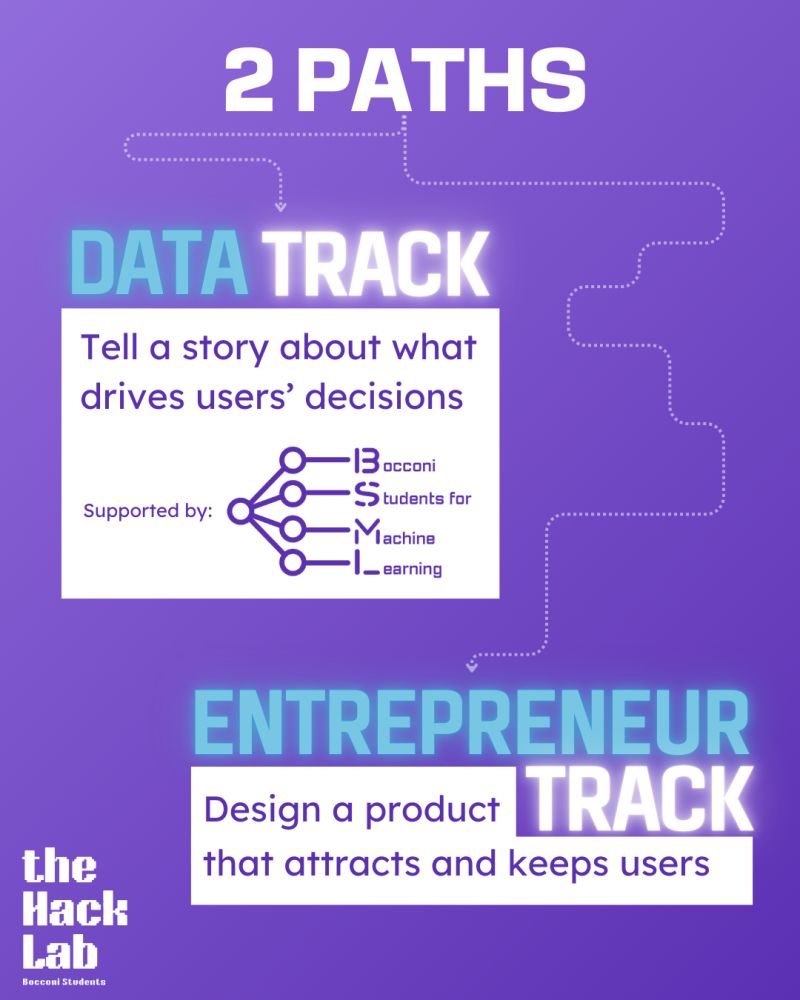 2 PATHS
DATA TRACK
Tell a story about what
drives users’ decisions
Supported by:
Bocconi
Students for
Machine
Learning
ENTREPRENEUR
TRACK
Design a product
that attracts and keeps users
the
Hack
Lab
Bocconi Students